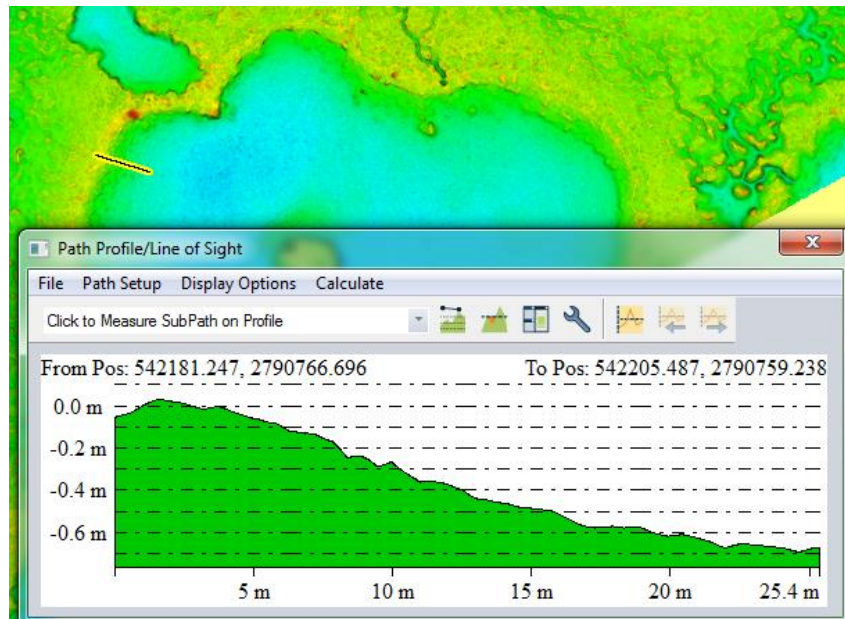 Path Profile/Line of Sight
x
File Path Setup Display Options Calculate
Click to Measure SubPath on Profile
From Pos: 542181.247, 2790766.696 To Pos: 542205.487, 2790759.238
0.0 m
-0.2 m
-0.4 m
-0.6 m
5 m 10 m 15 m 20 m 25.4 m